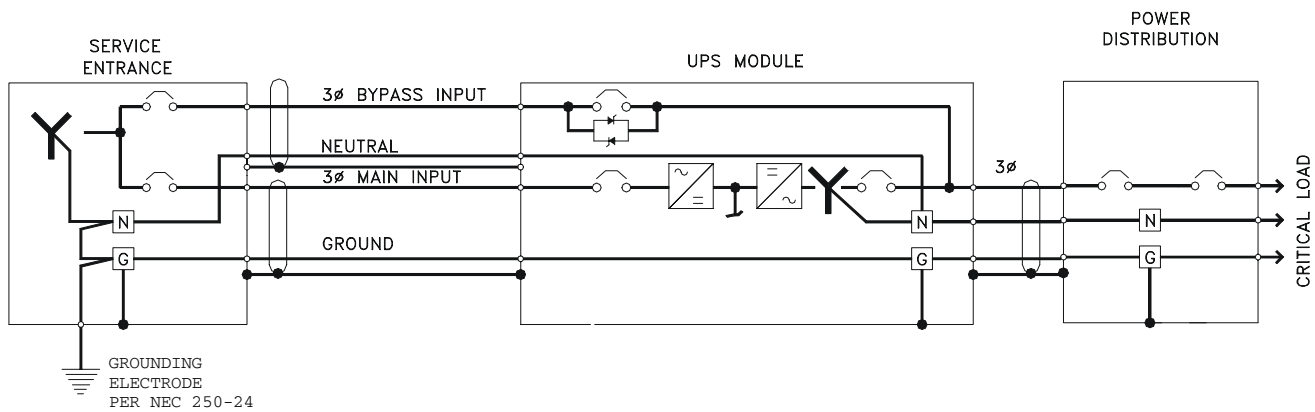 SERVICE
ENTRANCE
UPS MODULE
POWER
DISTRIBUTION
3ø BYPASS INPUT
NEUTRAL
3ø MAIN INPUT
3ø
N
N
N
GROUND
G
G
G
CRITICAL LOAD
GROUNDING
ELECTRODE
PER NEC 250-24